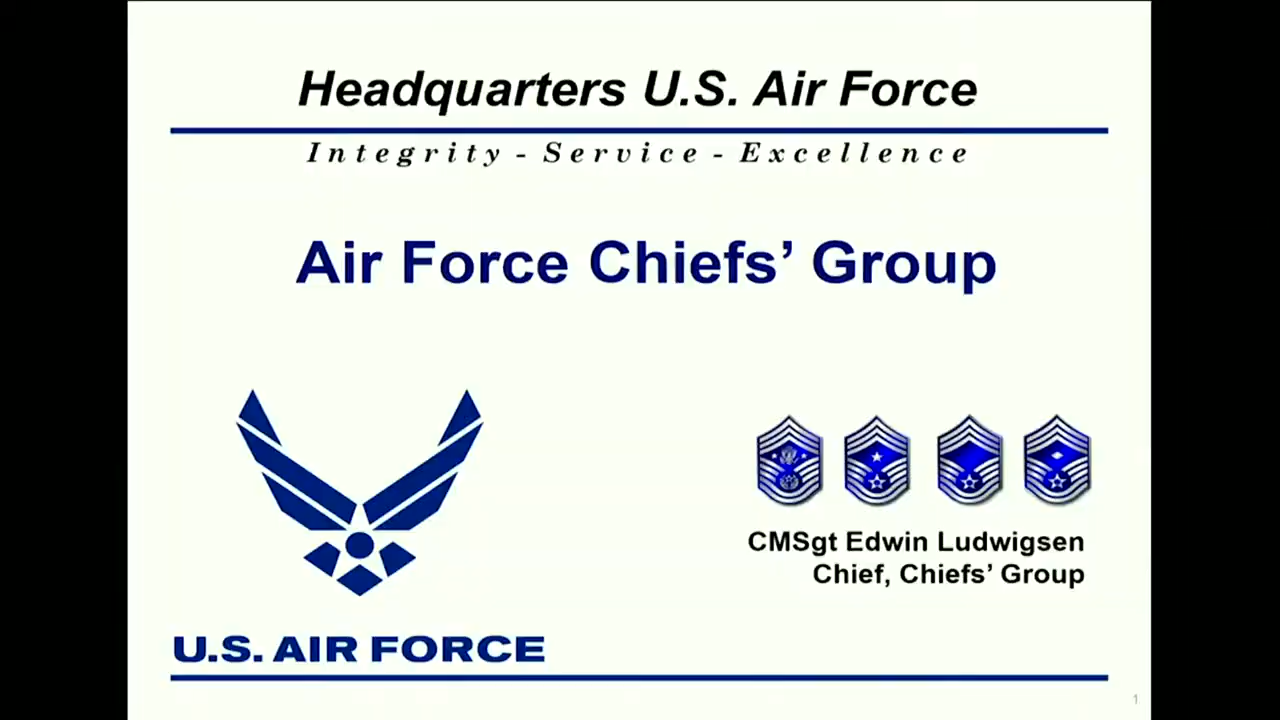 Headquarters U.S. Air Force
Integrity - Service - Excellence
Air Force Chiefs’ Group
CMSgt Edwin Ludwigsen
Chief, Chiefs’ Group
U.S. AIR FORCE
1